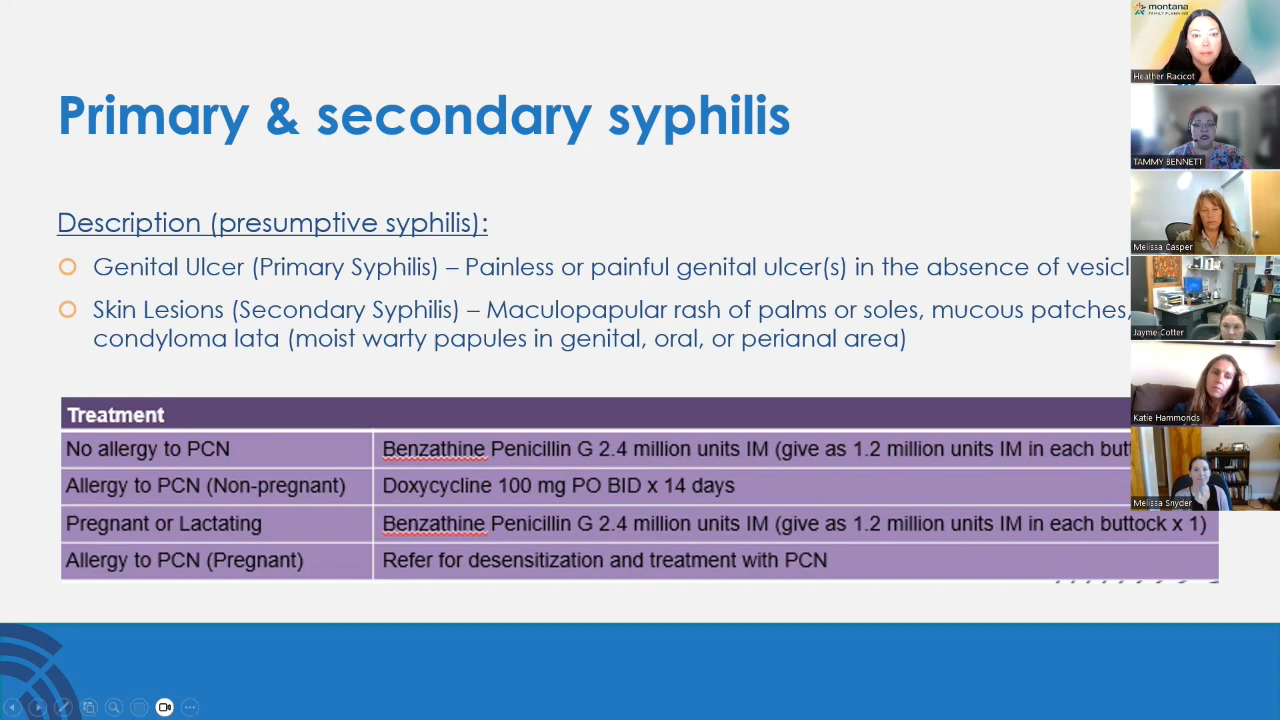 Primary & secondary syphilis
Description (presumptive syphilis):
Genital Ulcer (Primary Syphilis) – Painless or painful genital ulcer(s) in the absence of
Skin Lesions (Secondary Syphilis) – Maculopapular rash of palms or soles, mucous patches,
condyloma lata (moist warty papules in genital, oral, or perianal area)
Treatment
No allergy to PCN
Benzathine Penicillin G 2.4 million units IM (give as 1.2 million units IM in each
Allergy to PCN (Non-pregnant)
Doxycycline 100 mg PO BID x 14 days
Pregnant or Lactating
Benzathine Penicillin G 2.4 million units IM (give as 1.2 million units IM in each buttock x 1)
Allergy to PCN (Pregnant)
Refer for desensitization and treatment with PCN
montana
FAMILY PLANNING
Heather Racicot
TAMMY BENNETT
Melissa Casper
Jayme Cotter
Katie Hammonds
Melissa Snyder